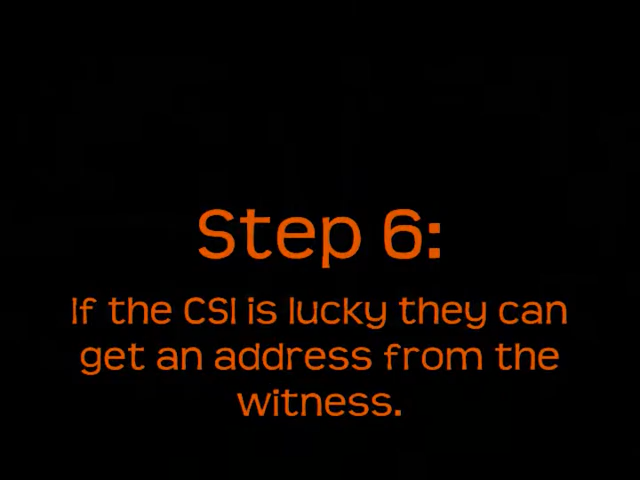 Step 6:
If the CSI is lucky they can
get an address from the
witness.